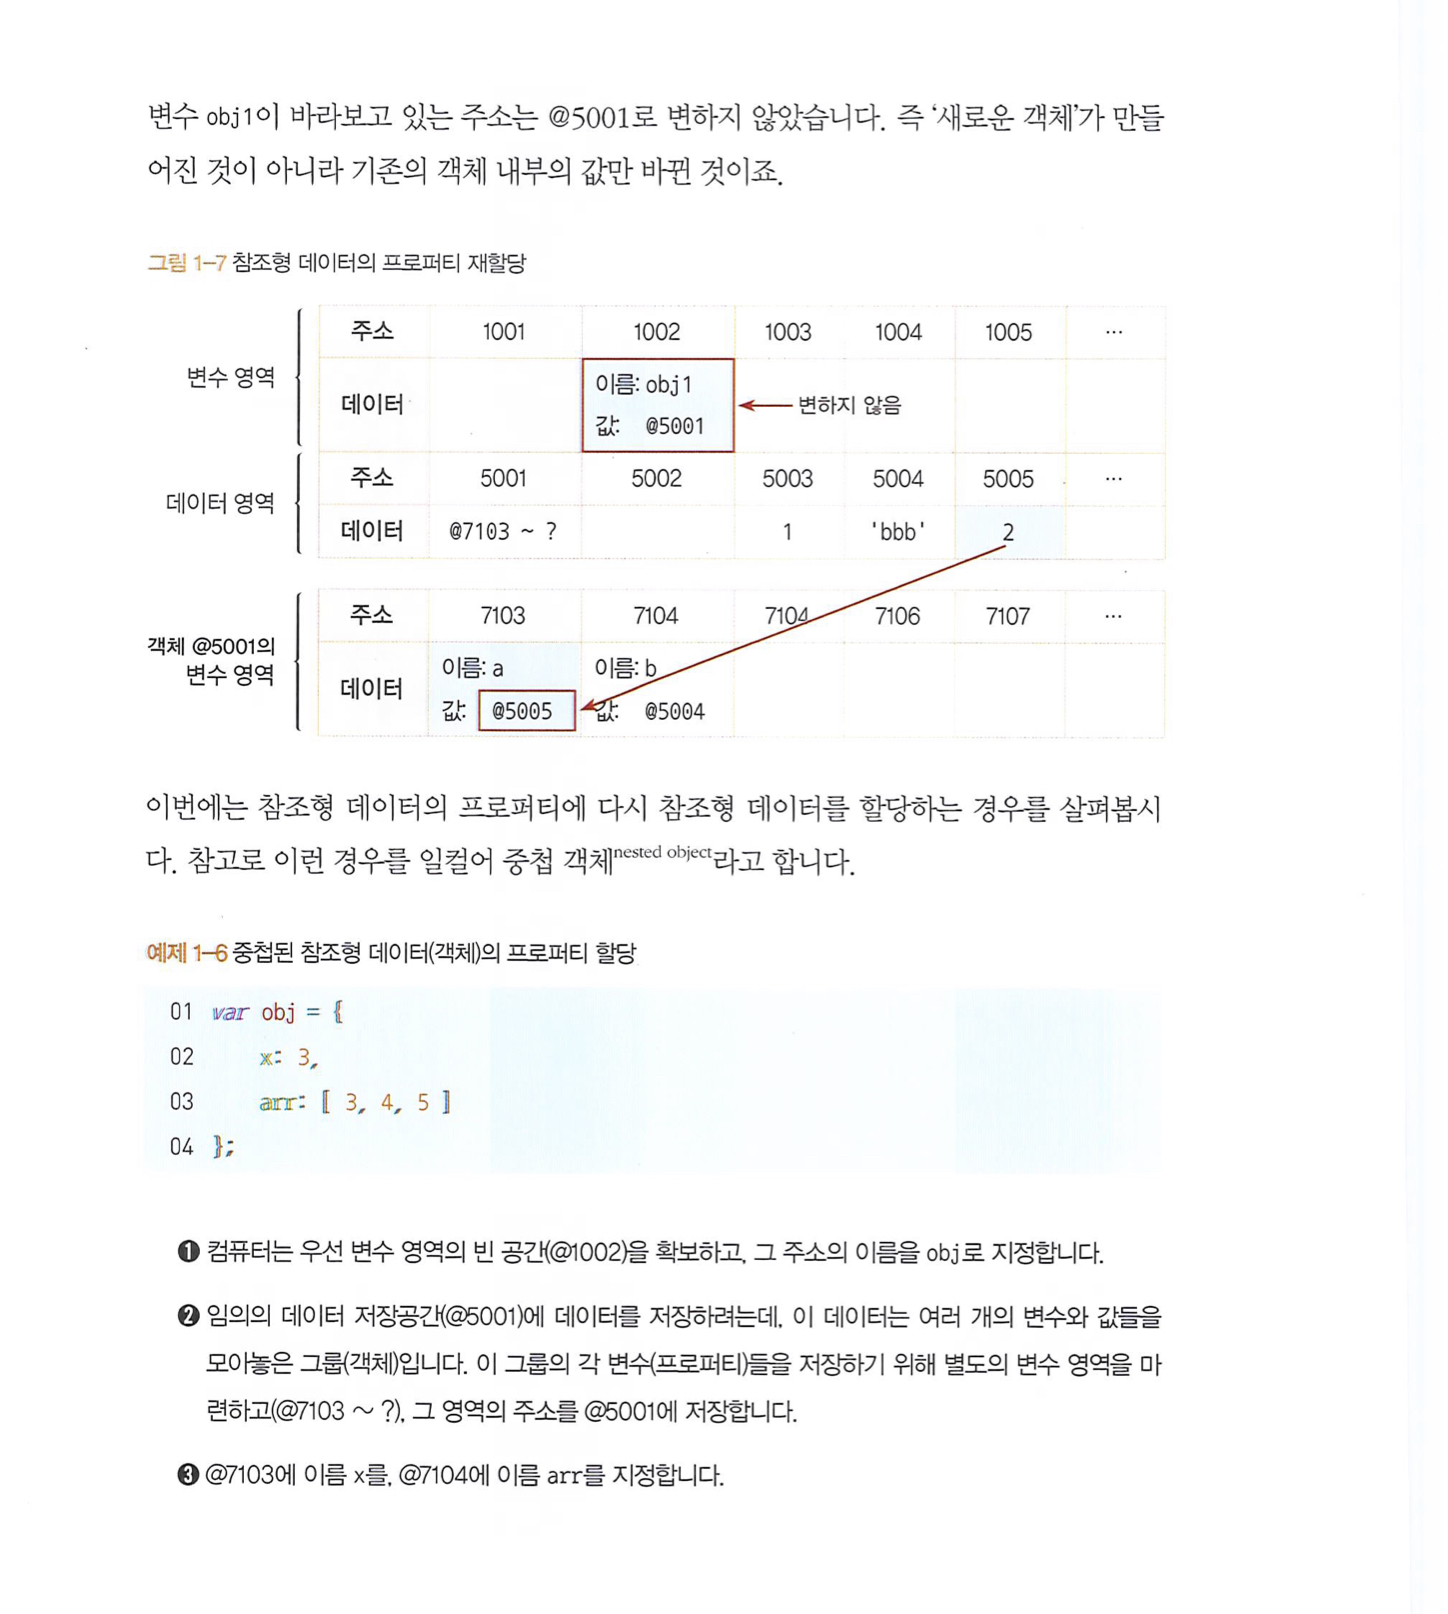 변수 obj1이 바라보고 있는 주소는 @5001로 변하지 않았습니다. 즉 ‘새로운 객체’가 만들
어진 것이 아니라 기존의 객체 내부의 값만 바뀐 것이죠.
그림 1-7 참조형 데이터의 프로퍼티 재할당
변수 영역
주소 1001 1002 1003 1004 1005 ...
데이터
이름: obj1
값: @5001
변하지 않음
데이터 영역
주소 5001 5002 5003 5004 5005 ...
데이터 @7103 ~ ? 1 'bbb' 2
객체 @5001의
변수 영역
주소 7103 7104 7104 7106 7107 ...
데이터
이름: a 이름: b
값: @5005 값: @5004
이번에는 참조형 데이터의 프로퍼티에 다시 참조형 데이터를 할당하는 경우를 살펴봅시
다. 참고로 이런 경우를 일컬어 중첩 객체nested object라고 합니다.
예제 1-6 중첩된 참조형 데이터(객체)의 프로퍼티 할당
01 var obj = {
02 x: 3,
03 arr: [ 3, 4, 5 ]
04 };
❶ 컴퓨터는 우선 변수 영역의 빈 공간(@1002)을 확보하고, 그 주소의 이름을 obj로 지정합니다.
❷ 임의의 데이터 저장공간(@5001)에 데이터를 저장하려는데, 이 데이터는 여러 개의 변수와 값들을
모아놓은 그룹(객체)입니다. 이 그룹의 각 변수(프로퍼티)들을 저장하기 위해 별도의 변수 영역을 마
련하고(@7103 ~ ?), 그 영역의 주소를 @5001에 저장합니다.
❸ @7103에 이름 x를, @7104에 이름 arr를 지정합니다.